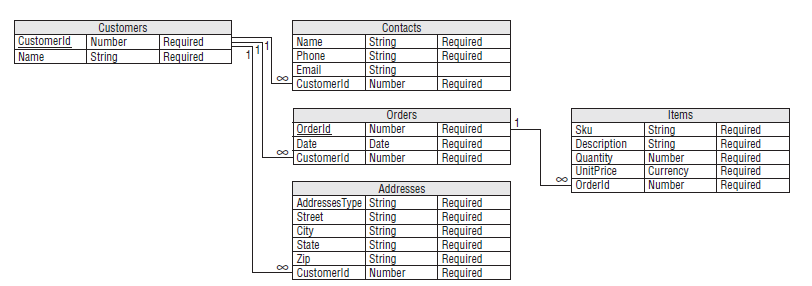 Customers
CustomerId Number Required
Name String Required
1 1 1
Contacts
Name String Required
Phone String Required
Email String
∞ CustomerId Number Required
Orders
OrderId Number Required 1
Date Date Required
∞ CustomerId Number Required
Addresses
AddressesType String Required
Street String Required
City String Required
State String Required
Zip String Required
∞ CustomerId Number Required
Items
Sku String Required
Description String Required
Quantity Number Required
UnitPrice Currency Required
∞ OrderId Number Required